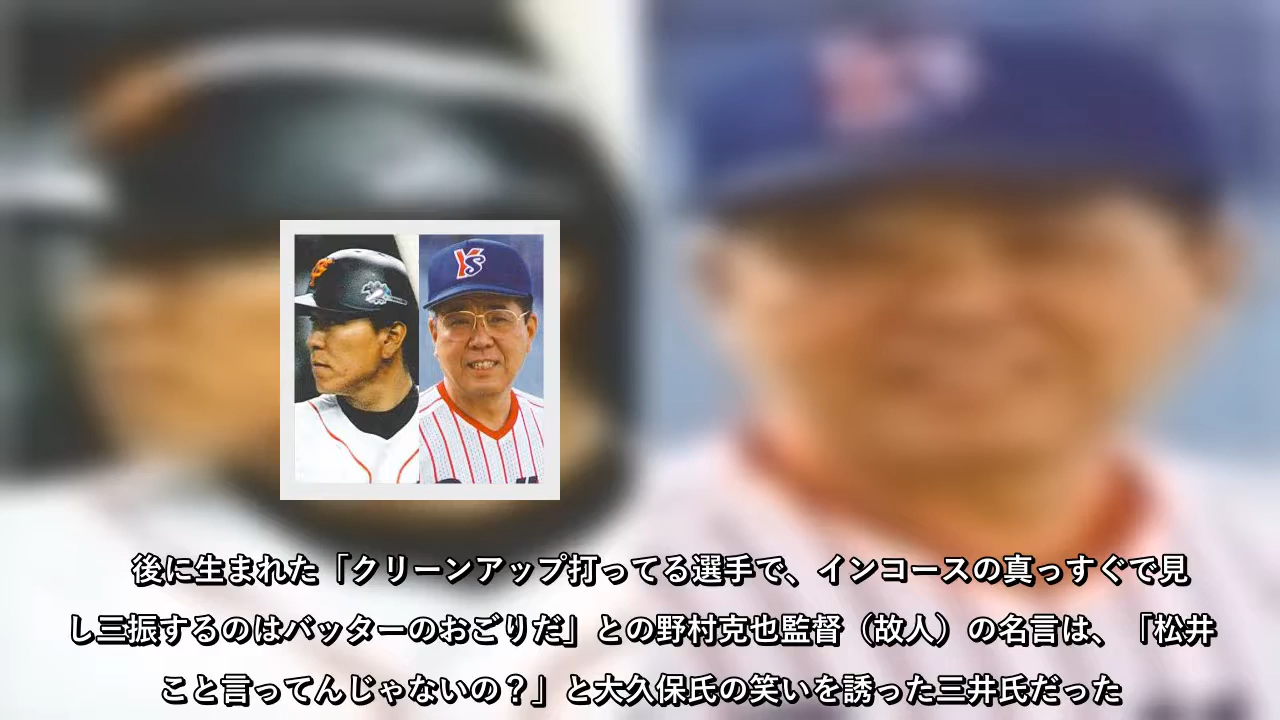 YS
後に生まれた「クリーンアップ打ってる選手で、インコースの真っすぐで見
し三振するのはバッターのおごりだ」との野村克也監督（故人）の名言は、「松井
こと言ってんじゃないの？」と大久保氏の笑いを誘った三井氏だった